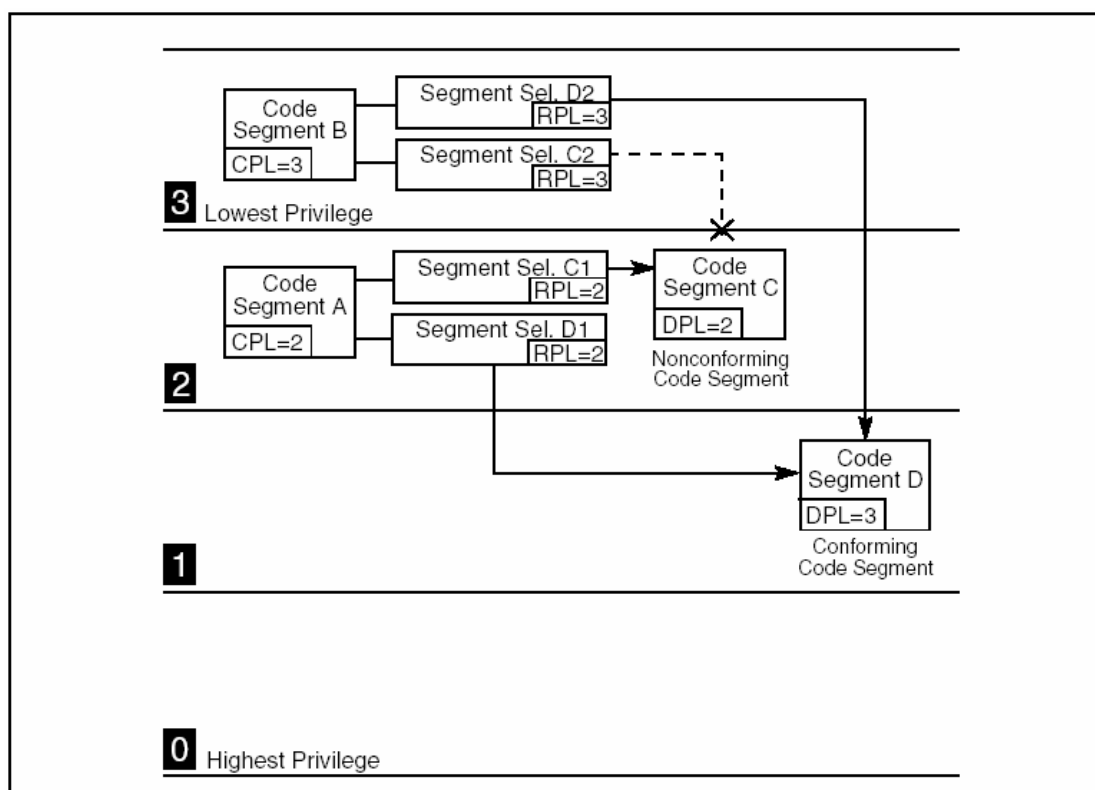 Code
Segment B
CPL=3
Segment Sel. D2
RPL=3
Segment Sel. C2
RPL=3
3 Lowest Privilege
Code
Segment A
CPL=2
Segment Sel. C1
RPL=2
Segment Sel. D1
RPL=2
Code
Segment C
DPL=2
Nonconforming
Code Segment
2
Code
Segment D
DPL=3
Conforming
Code Segment
1
0 Highest Privilege